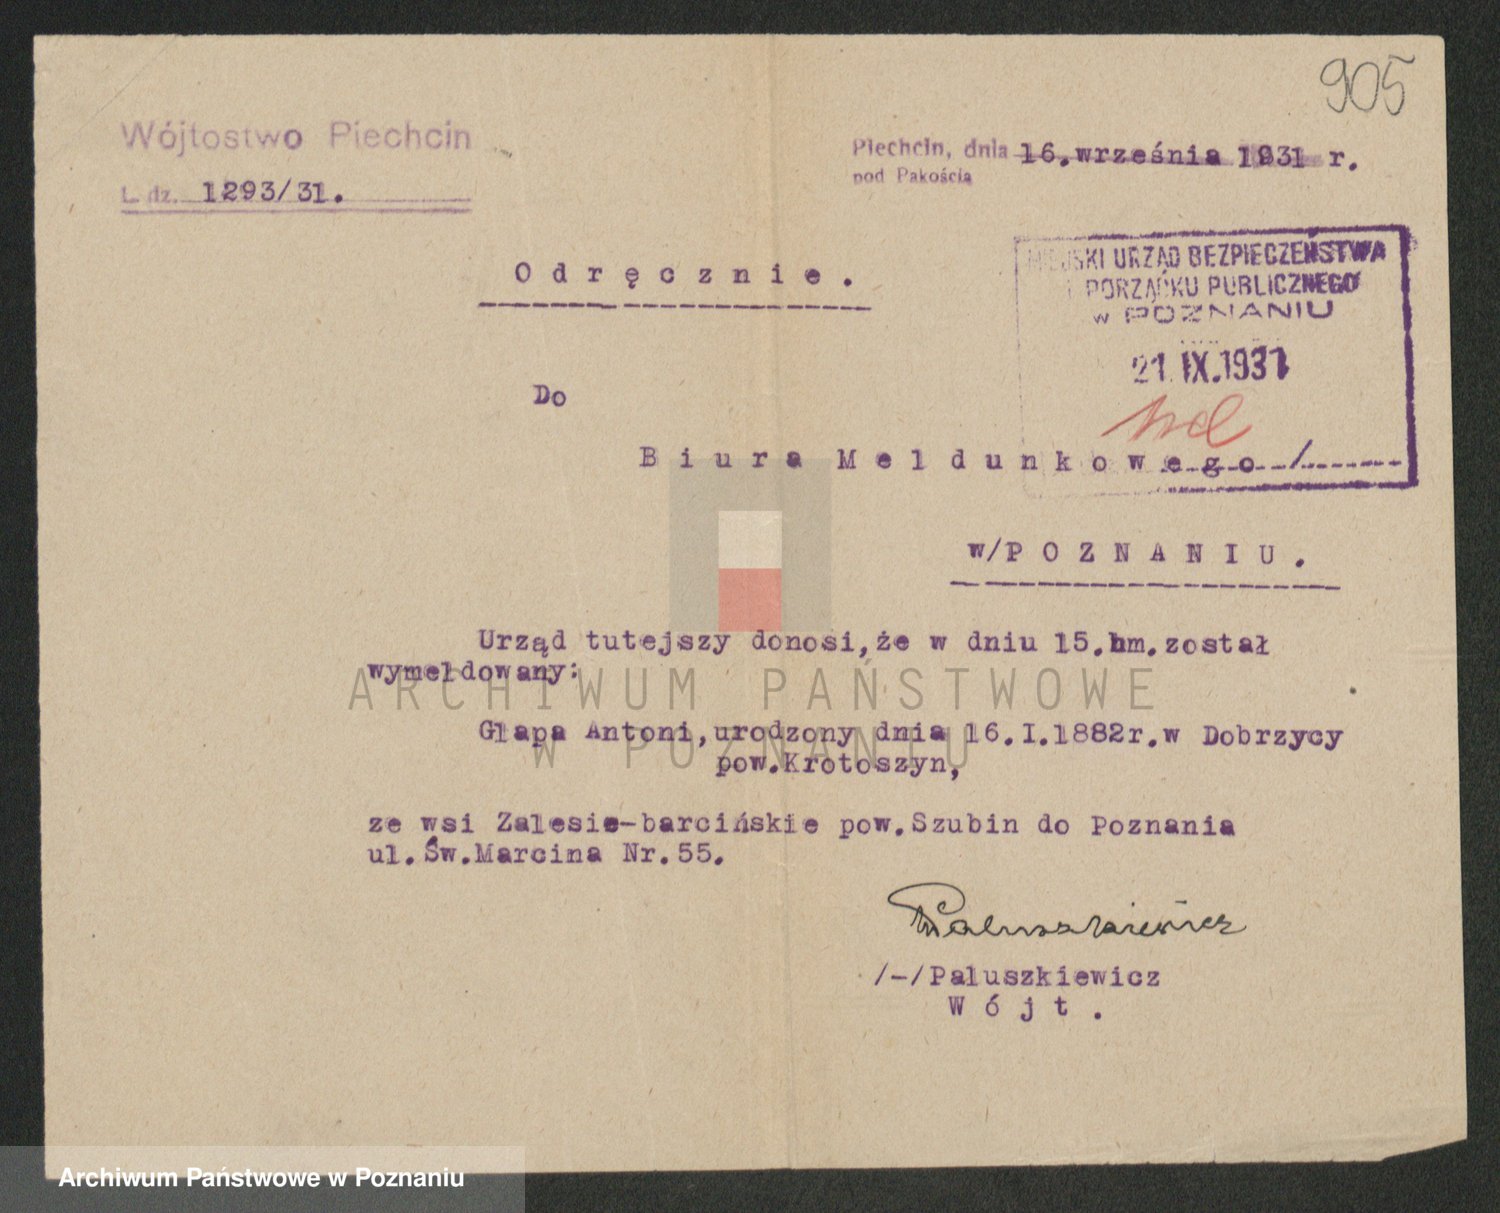 905
Wójtostwo Piechcin
L. dz. 1293/31.
Piechcin, dnia 16.września 1931 r.
pod Pakością
Odręcznie.
MIEJSKI URZĄD BEZPIECZEŃSTWA
I PORZĄDKU PUBLICZNEGO
w POZNANIU
21. IX. 1931
Do
Biura Meldunkowego /
w/POZNANIU.
Urząd tutejszy donosi,że w dniu 15.bm.został
wymeldowany:
Glapa Antoni,urodzony dnia 16.I.1882r.w Dobrzycy
pow.Krotoszyn,
ze wsi Zalesie-barcińskie pow.Szubin do Poznania
ul.Św.Marcina Nr.55.
Paluszkiewicz
/-/Paluszkiewicz
Wójt.
ARCHIWUM PAŃSTWOWE
W POZNANIU
Archiwum Państwowe w Poznaniu